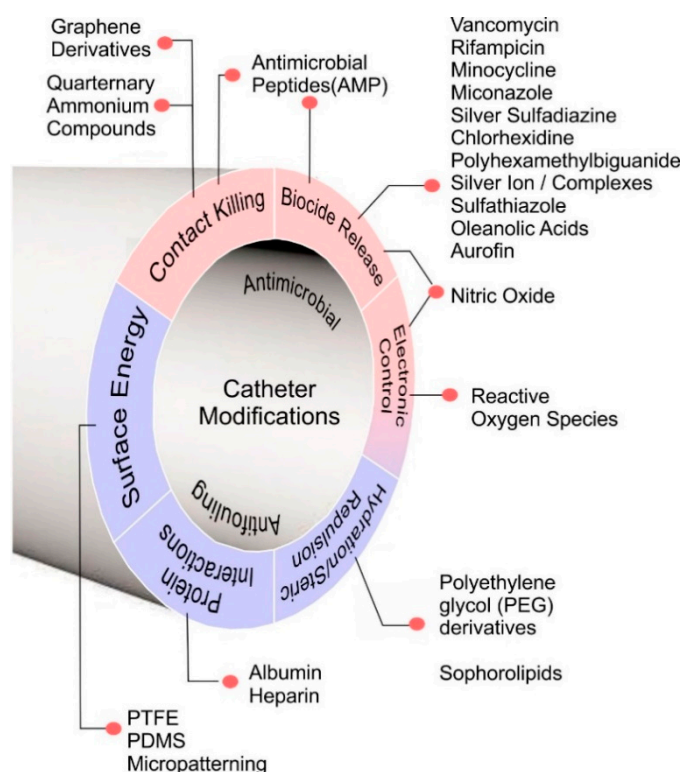 Graphene
Derivatives
Quarternary
Ammonium
Compounds
Antimicrobial
Peptides(AMP)
Vancomycin
Rifampicin
Minocycline
Miconazole
Silver Sulfadiazine
Chlorhexidine
Polyhexamethylbiguanide
Silver Ion / Complexes
Sulfathiazole
Oleanolic Acids
Aurofin
Nitric Oxide
Reactive
Oxygen Species
Contact Killing
Biocide Release
Electronic
Control
Surface Energy
Antimicrobial
Catheter
Modifications
Antifouling
Protein
Interactions
Hydration/Steric
Repulsion
Polyethylene
glycol (PEG)
derivatives
Sophorolipids
Albumin
Heparin
PTFE
PDMS
Micropatterning